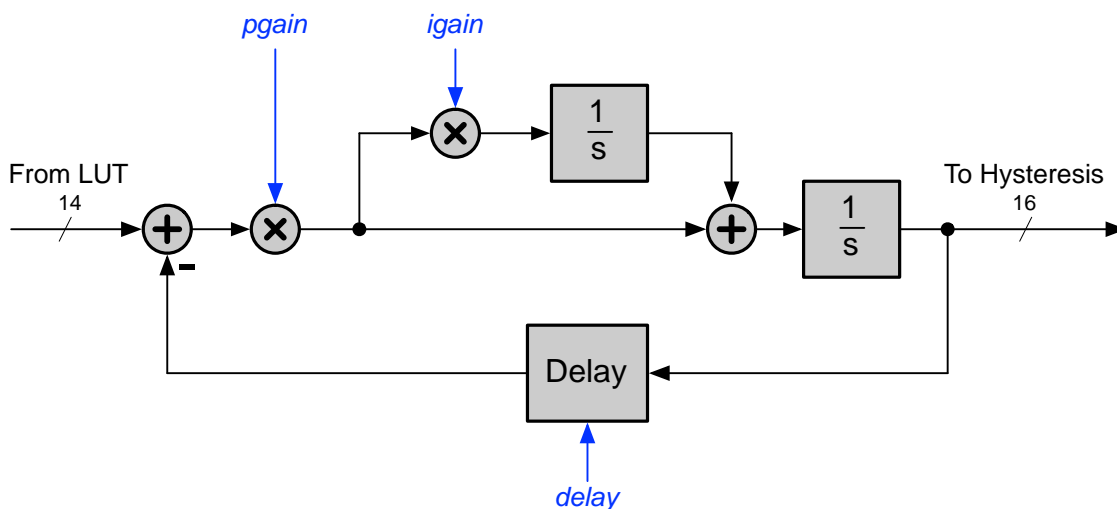 pgain
igain
From LUT
14
+
×
×
1
s
+
1
s
To Hysteresis
16
-
Delay
delay